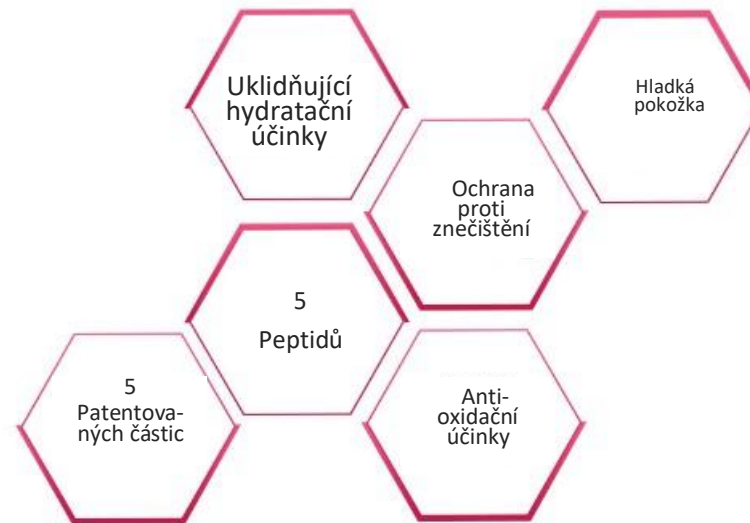 Uklidňující
hydratační
účinky
Hladká
pokožka
Ochrana
proti
znečištění
5
Peptidů
5
Patentova-
ných částic
Anti-
oxidační
účinky